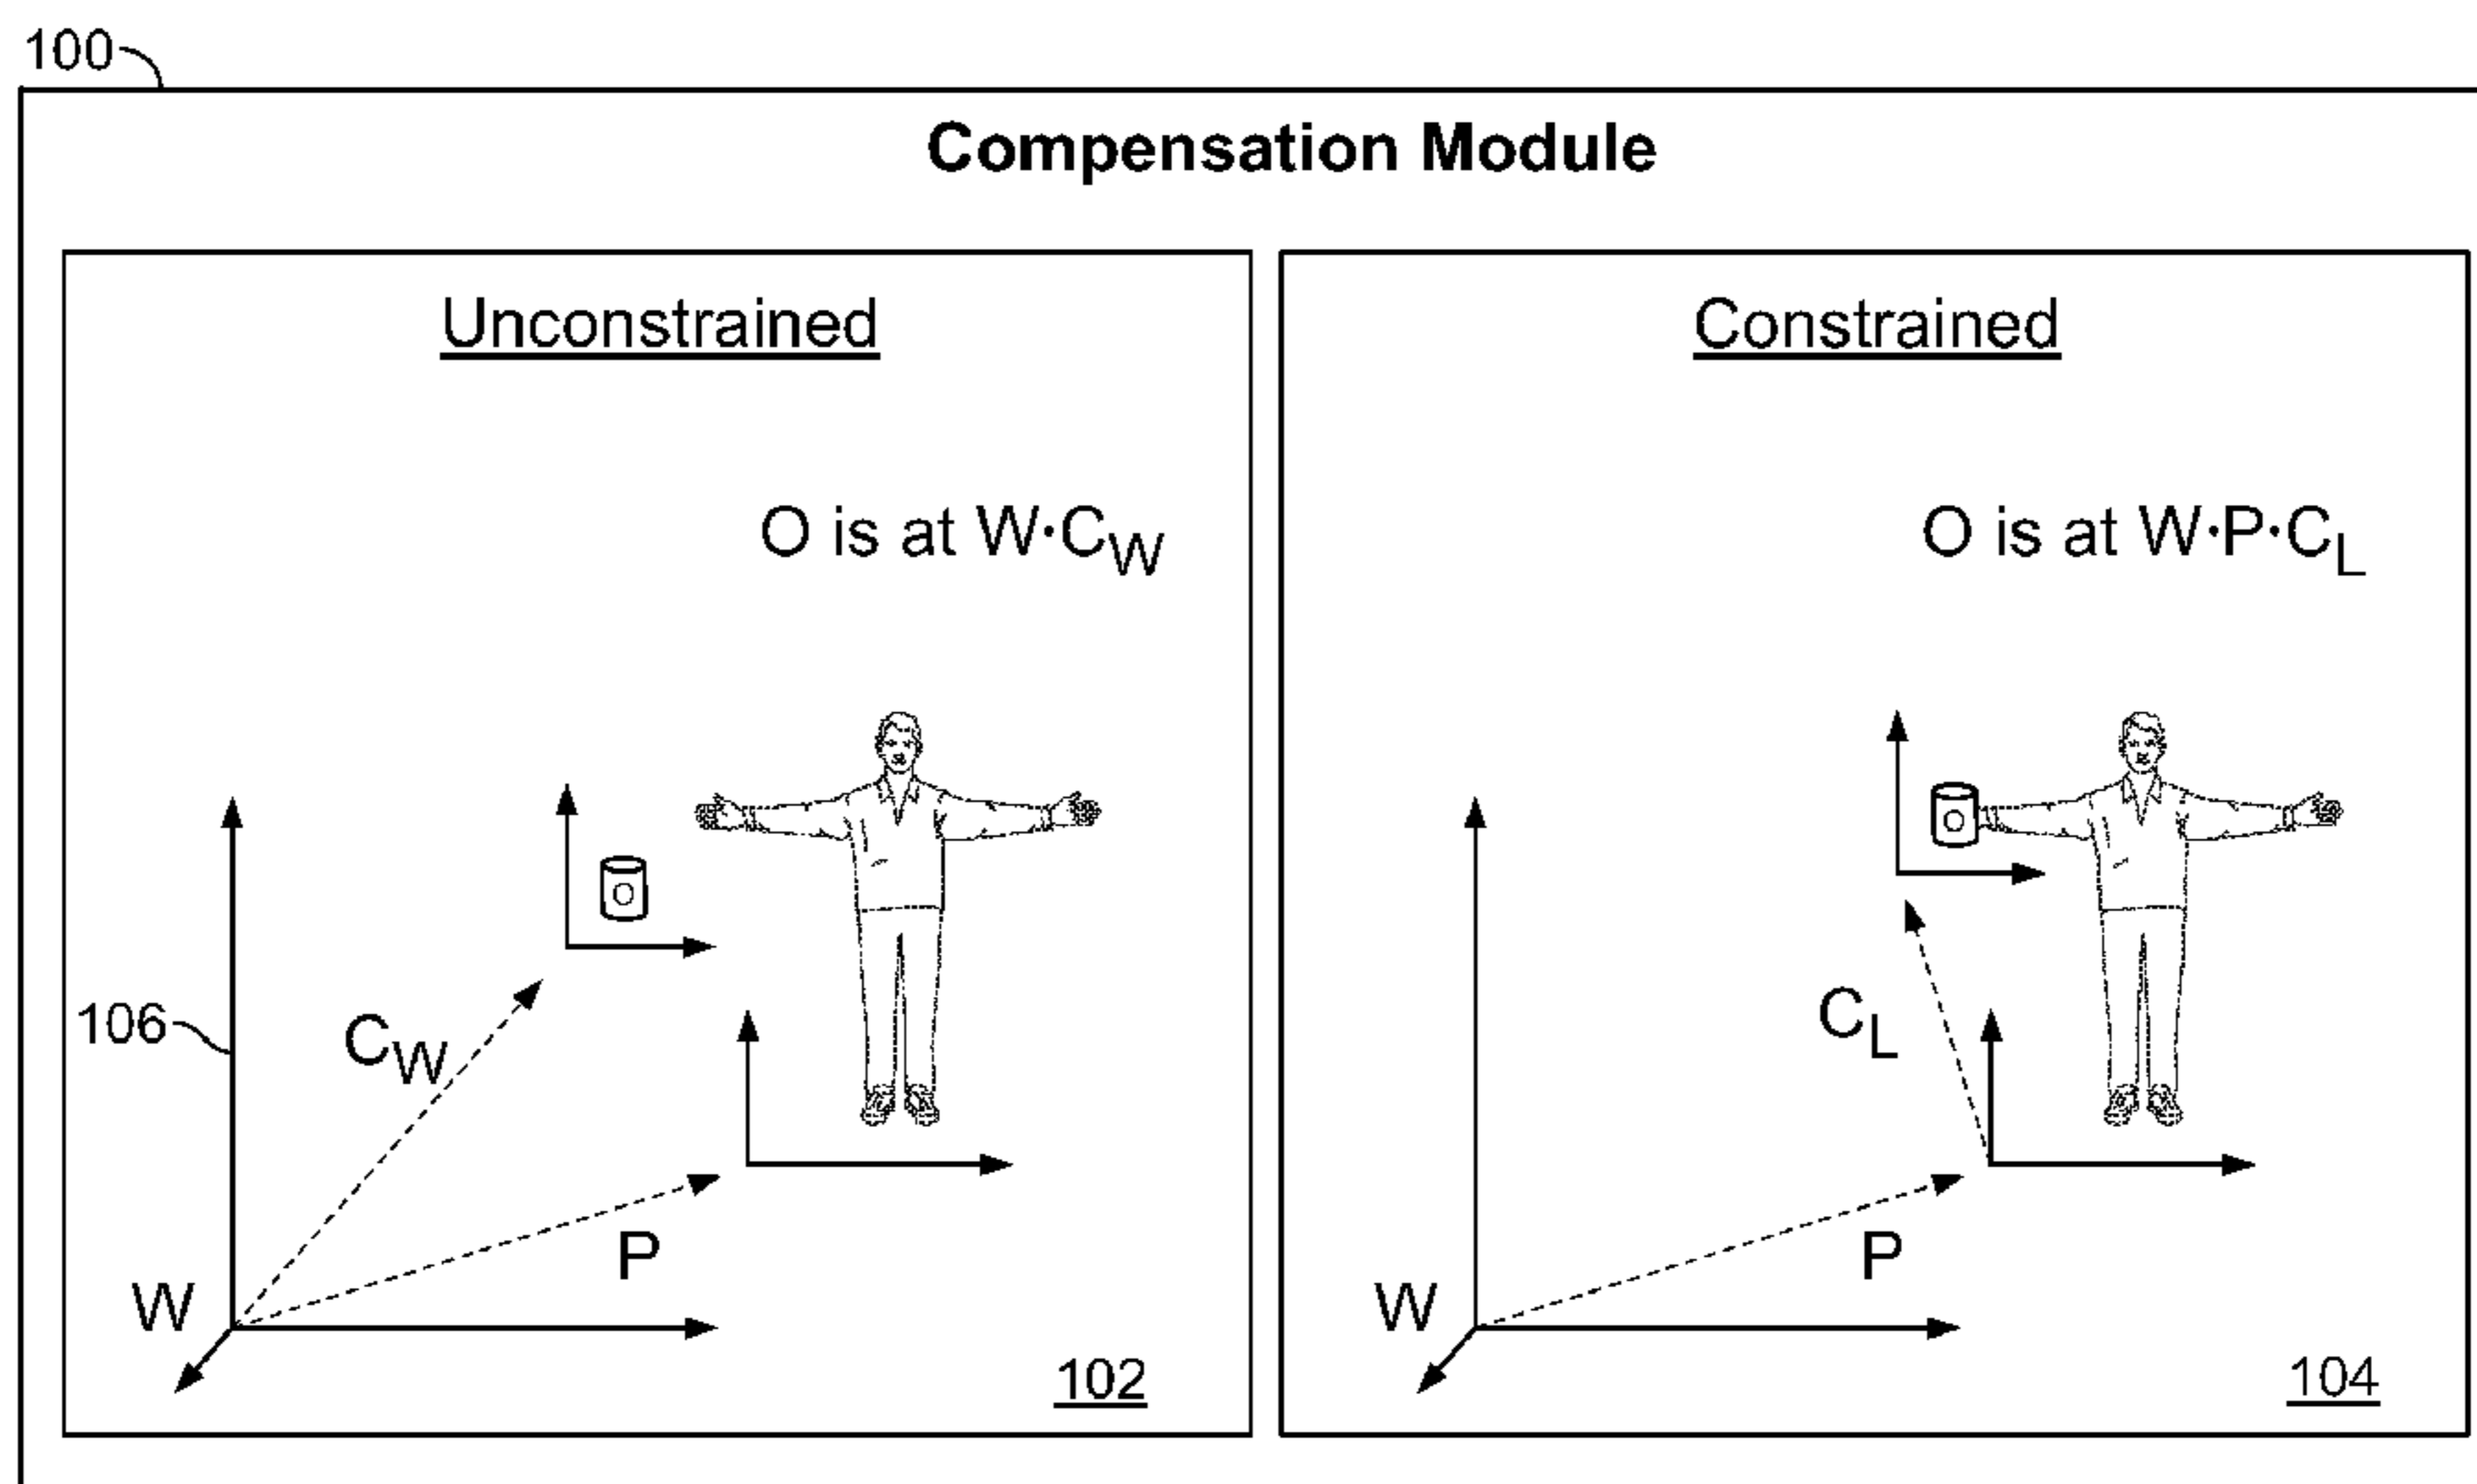 100
Compensation Module
Unconstrained
O is at W·C_W
106
C_W
P
W
102
Constrained
O is at W·P·C_L
C_L
P
W
104